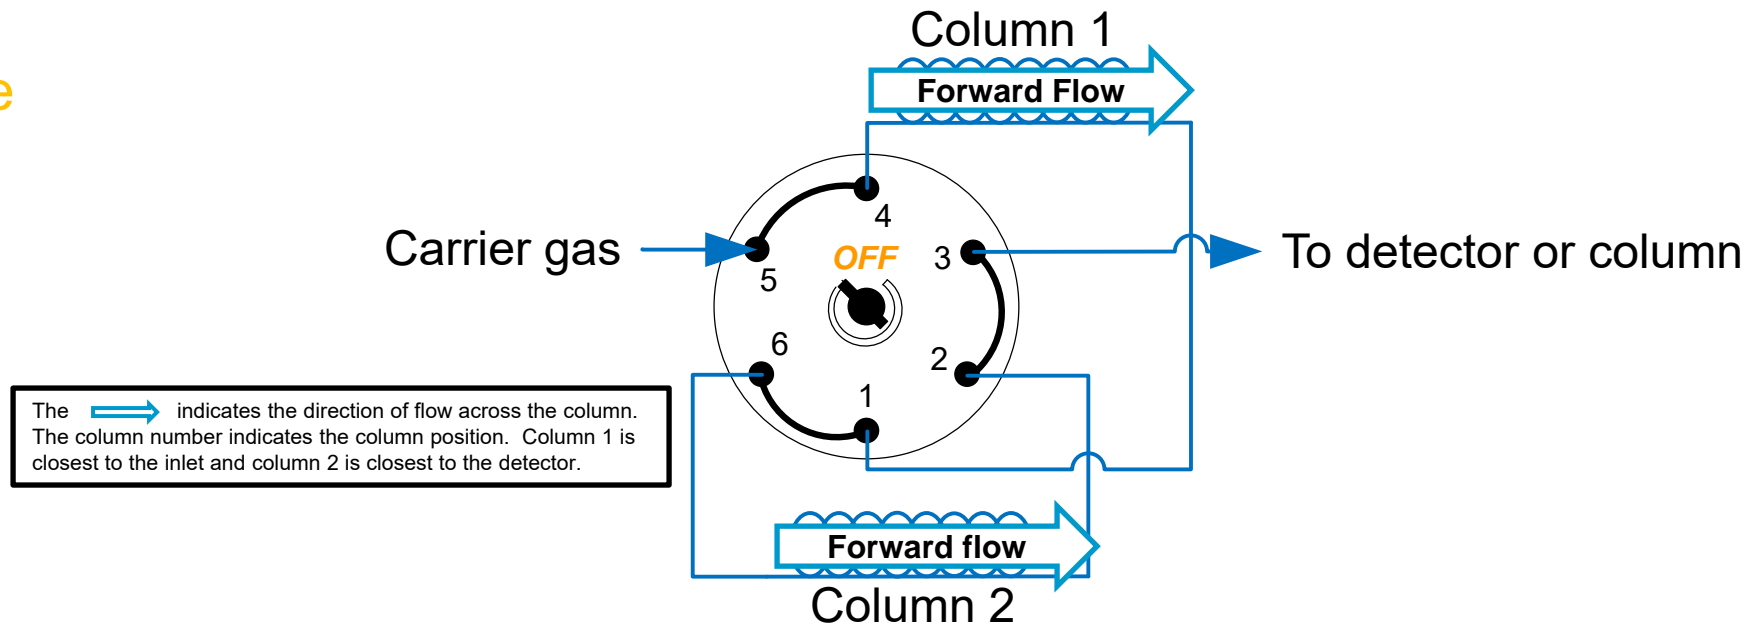 Column 1
e
Forward Flow
4
Carrier gas
OFF
3
To detector or column
5
6
2
1
The indicates the direction of flow across the column.
The column number indicates the column position. Column 1 is
closest to the inlet and column 2 is closest to the detector.
Forward flow
Column 2